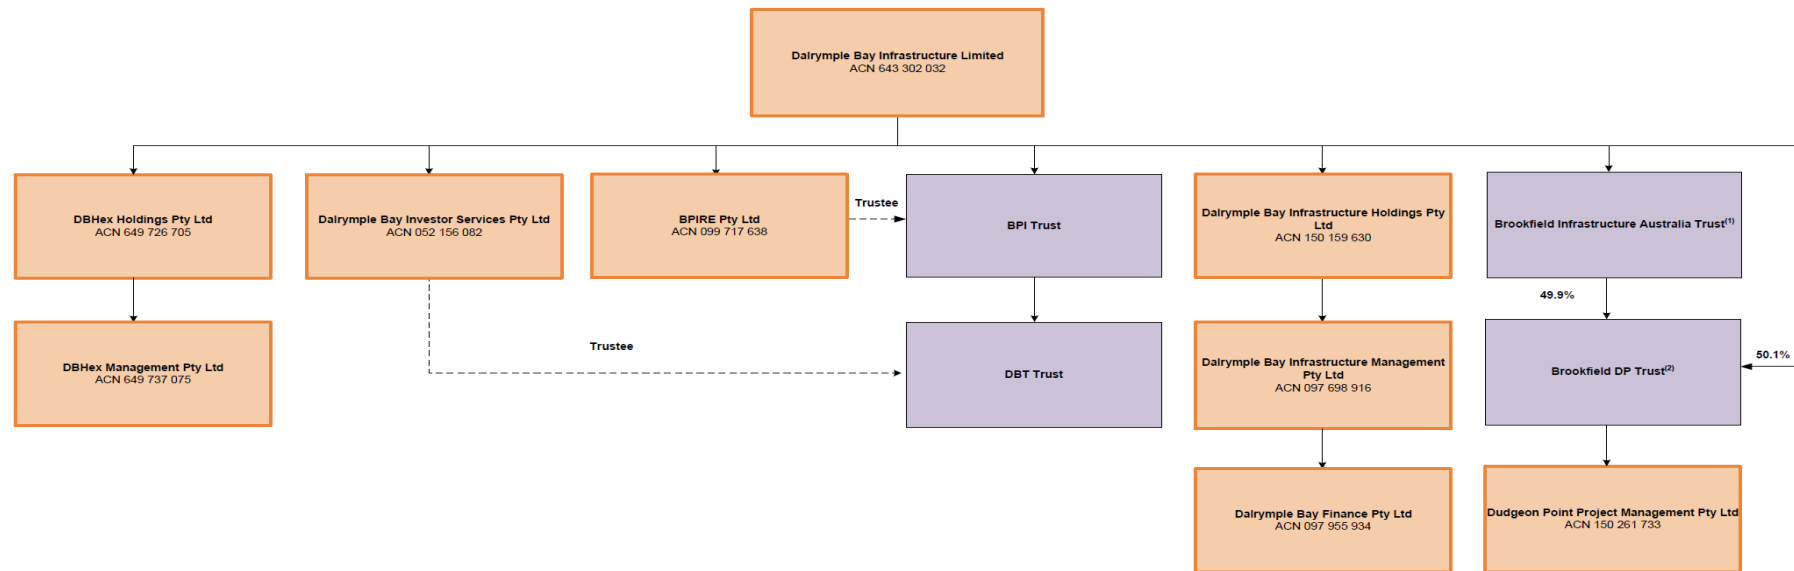 Dalrymple Bay Infrastructure Limited
ACN 643 302 032
DBHex Holdings Pty Ltd
ACN 649 726 705
Dalrymple Bay Investor Services Pty Ltd
ACN 052 156 082
BPIRE Pty Ltd
ACN 099 717 638
Trustee
BPI Trust
Dalrymple Bay Infrastructure Holdings Pty
Ltd
ACN 150 159 630
Brookfield Infrastructure Australia Trust(1)
49.9%
DBHex Management Pty Ltd
ACN 649 737 075
Trustee
DBT Trust
Dalrymple Bay Infrastructure Management
Pty Ltd
ACN 097 698 916
Brookfield DP Trust(2)
50.1%
Dalrymple Bay Finance Pty Ltd
ACN 097 955 934
Dudgeon Point Project Management Pty Ltd
ACN 150 261 733